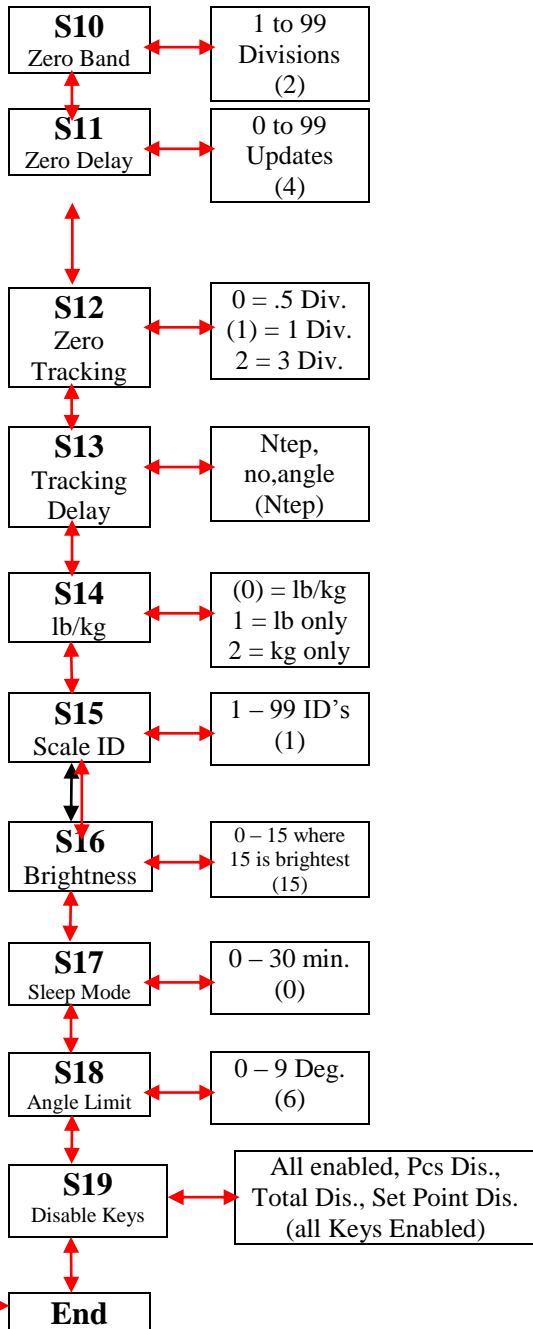 S10
Zero Band
1 to 99
Divisions
(2)
S11
Zero Delay
0 to 99
Updates
(4)
S12
Zero
Tracking
0 = .5 Div.
(1) = 1 Div.
2 = 3 Div.
S13
Tracking
Delay
Ntep,
no,angle
(Ntep)
S14
lb/kg
(0) = lb/kg
1 = lb only
2 = kg only
S15
Scale ID
1 – 99 ID's
(1)
S16
Brightness
0 – 15 where
15 is brightest
(15)
S17
Sleep Mode
0 – 30 min.
(0)
S18
Angle Limit
0 – 9 Deg.
(6)
S19
Disable Keys
All enabled, Pcs Dis.,
Total Dis., Set Point Dis.
(all Keys Enabled)
End